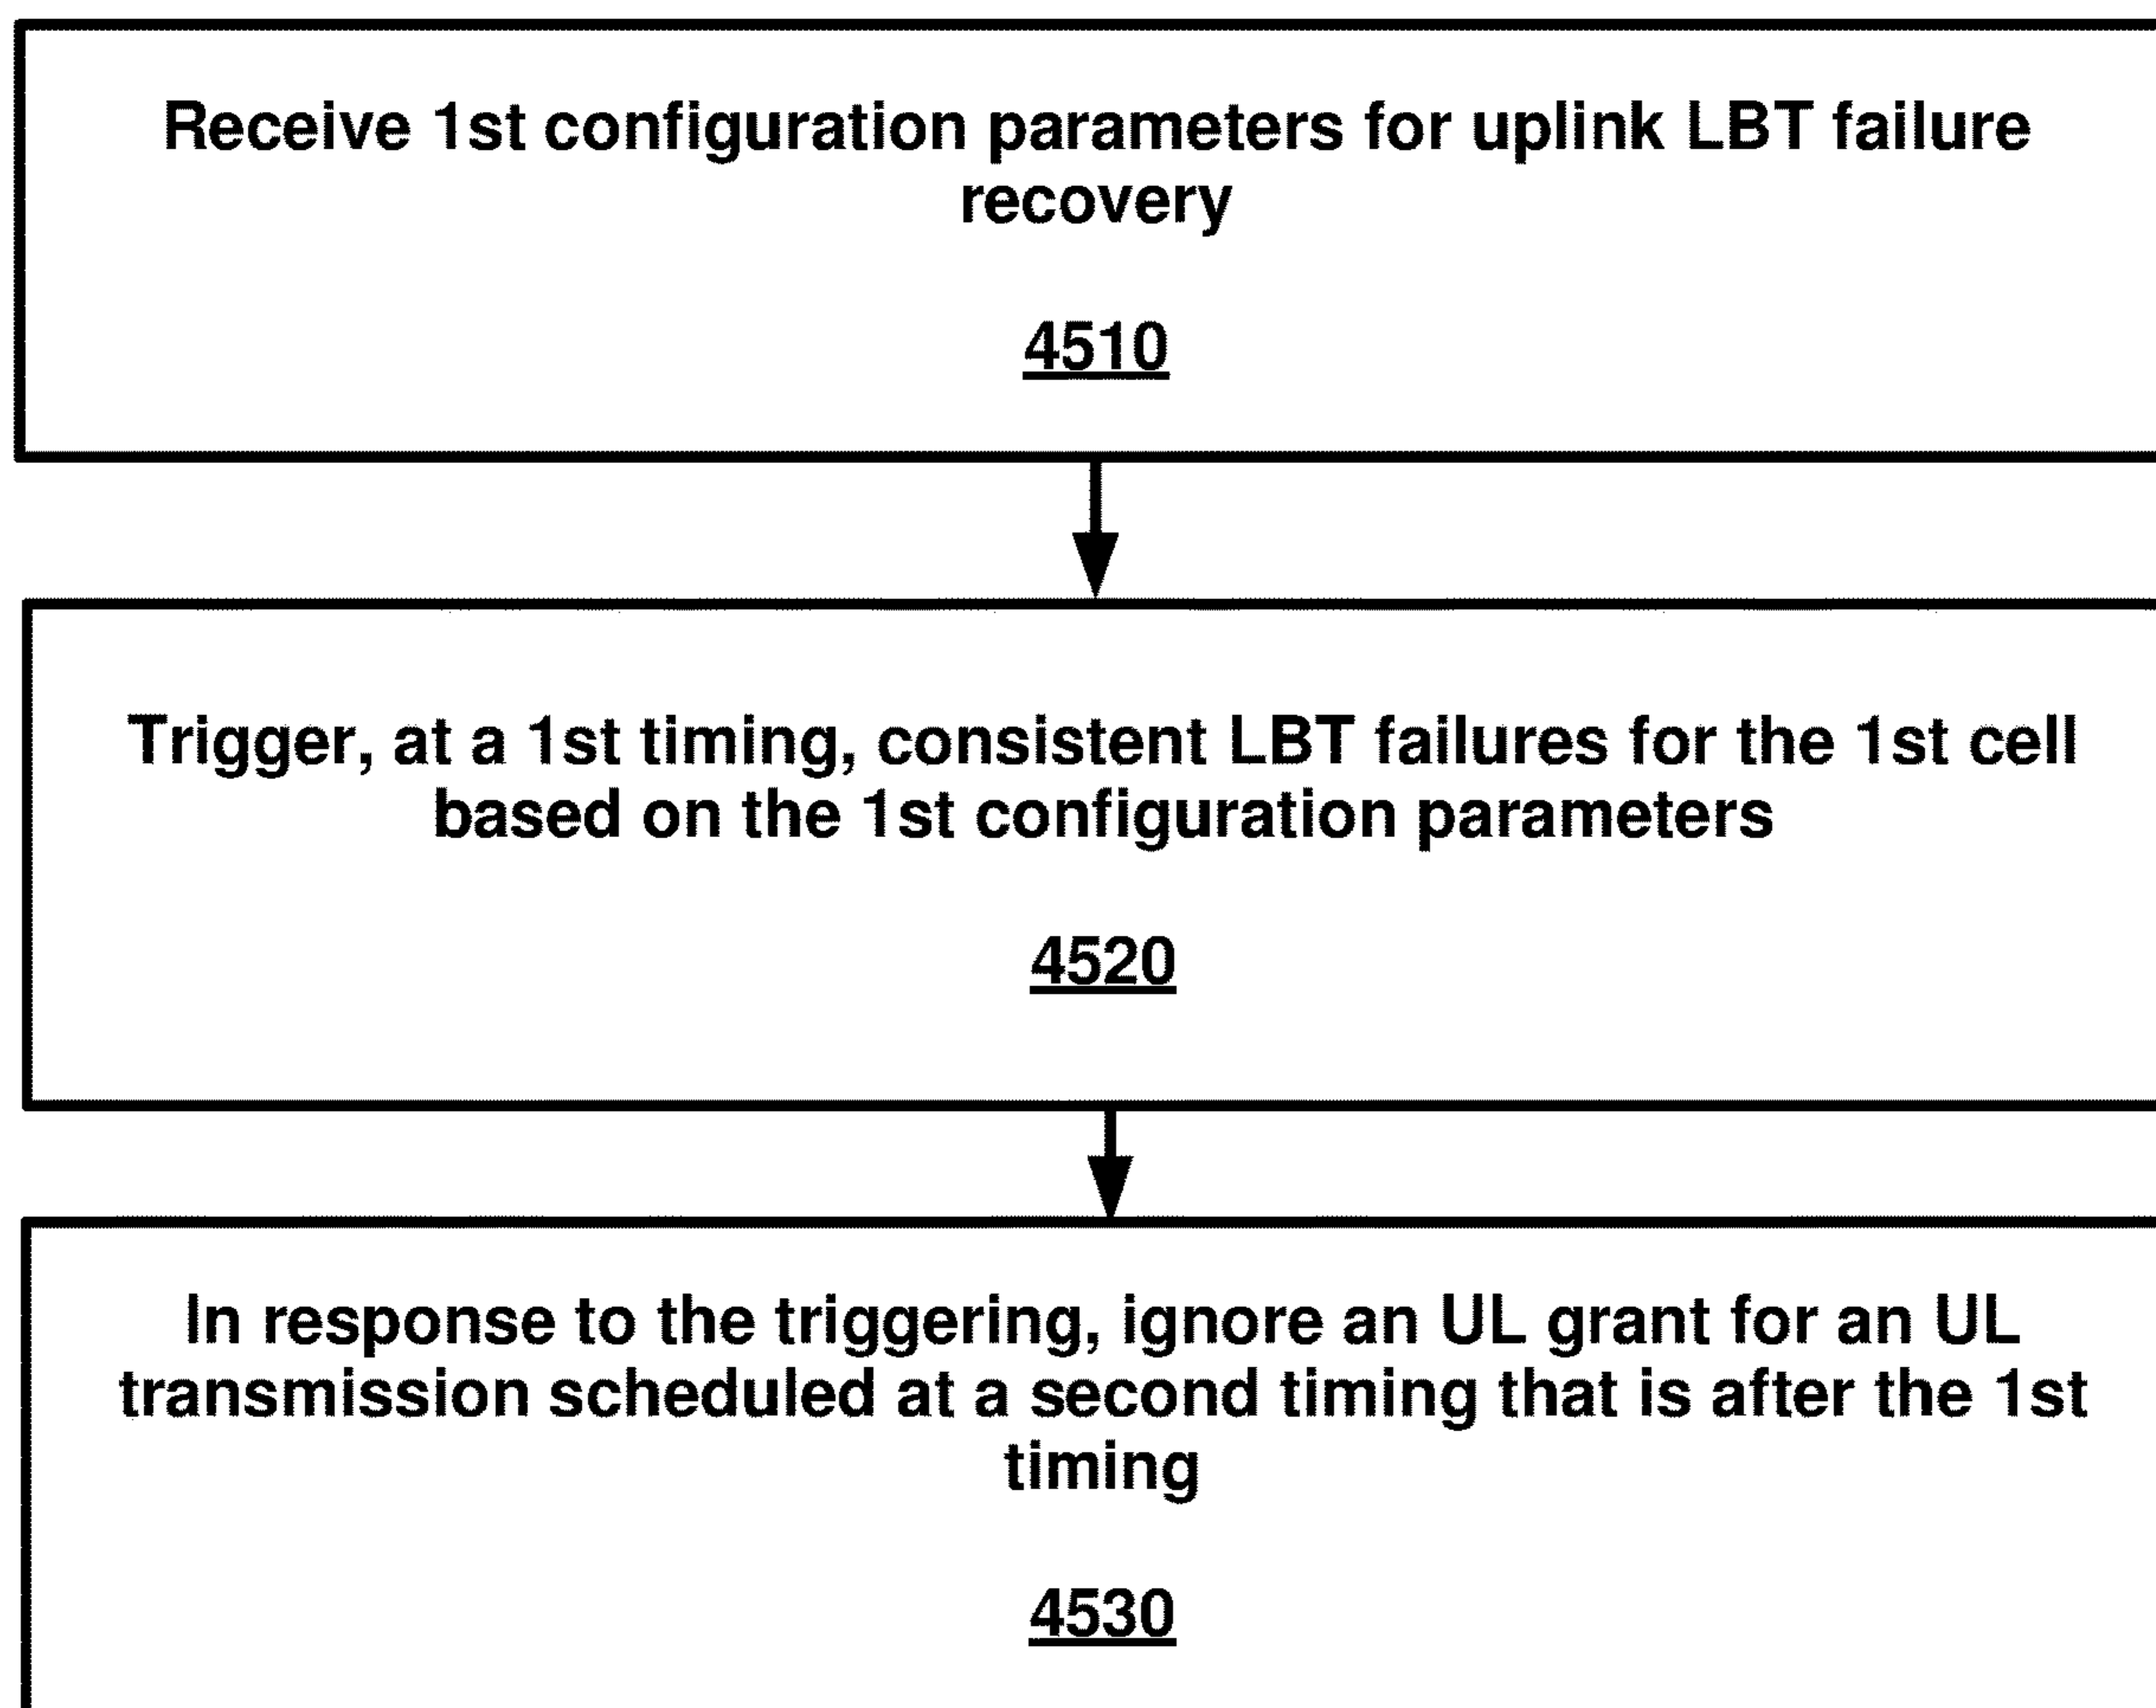 Receive 1st configuration parameters for uplink LBT failure
recovery
4510
Trigger, at a 1st timing, consistent LBT failures for the 1st cell
based on the 1st configuration parameters
4520
In response to the triggering, ignore an UL grant for an UL
transmission scheduled at a second timing that is after the 1st
timing
4530